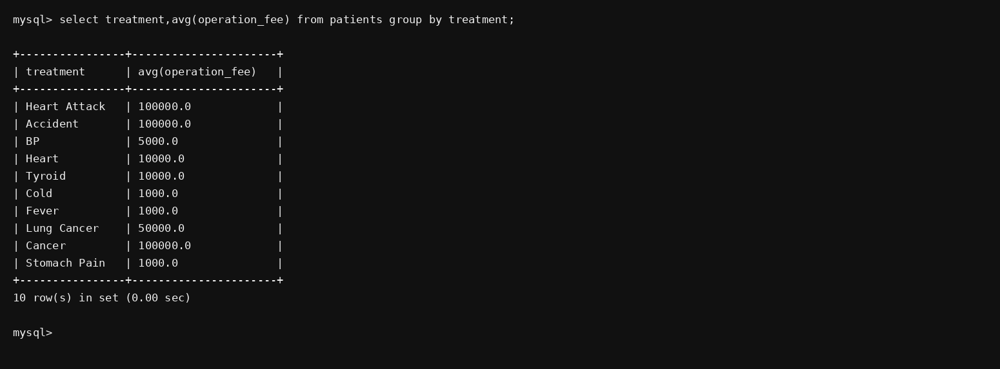 mysql> select treatment,avg(operation_fee) from patients group by treatment;
+----------------+----------------------+
| treatment      | avg(operation_fee)   |
+----------------+----------------------+
| Heart Attack   | 100000.0             |
| Accident       | 100000.0             |
| BP             | 5000.0               |
| Heart          | 10000.0              |
| Tyroid         | 10000.0              |
| Cold           | 1000.0               |
| Fever          | 1000.0               |
| Lung Cancer    | 50000.0              |
| Cancer         | 100000.0             |
| Stomach Pain   | 1000.0               |
+----------------+----------------------+
10 row(s) in set (0.00 sec)
mysql>